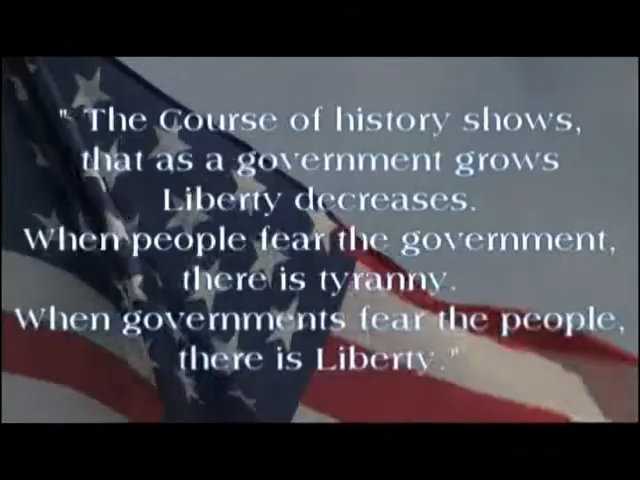 " The Course of history shows,
that as a government grows
Liberty decreases.
When people fear the government,
there is tyranny.
When governments fear the people,
there is Liberty."